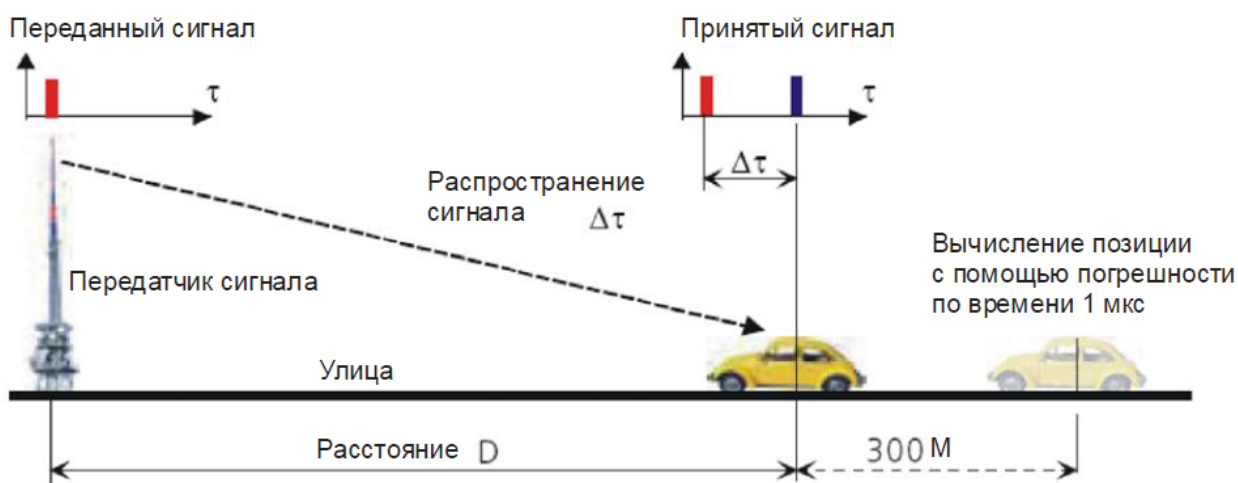 Переданный сигнал
Принятый сигнал
τ
τ
Δτ
Распространение
сигнала Δτ
Передатчик сигнала
Вычисление позиции
с помощью погрешности
по времени 1 мкс
Улица
Расстояние D
300 М